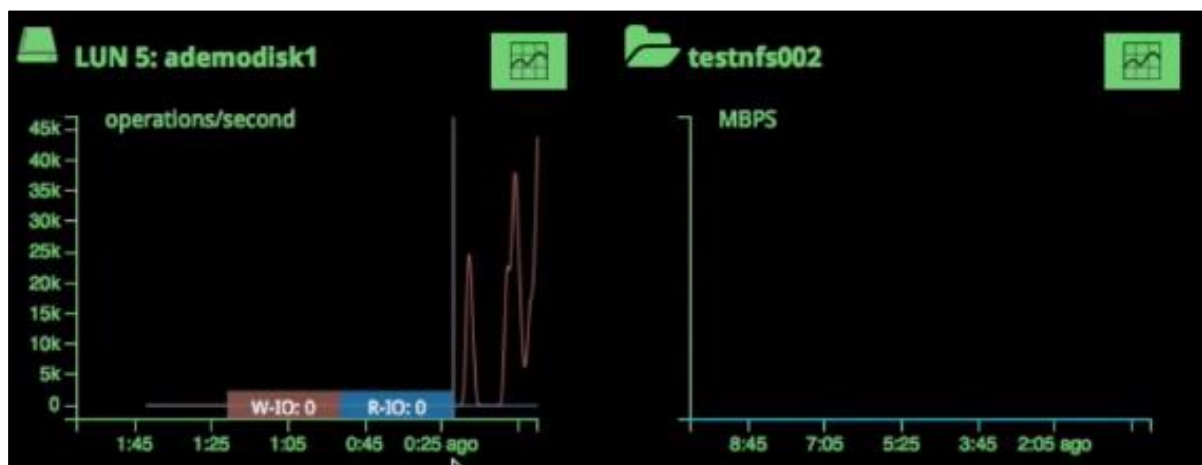 LUN 5: ademodisk1
operations/second
45k
40k
35k
30k
25k
20k
15k
10k
5k
0
W-IO: 0 R-IO: 0
1:45 1:25 1:05 0:45 0:25 ago
testnfs002
MBPS
8:45 7:05 5:25 3:45 2:05 ago